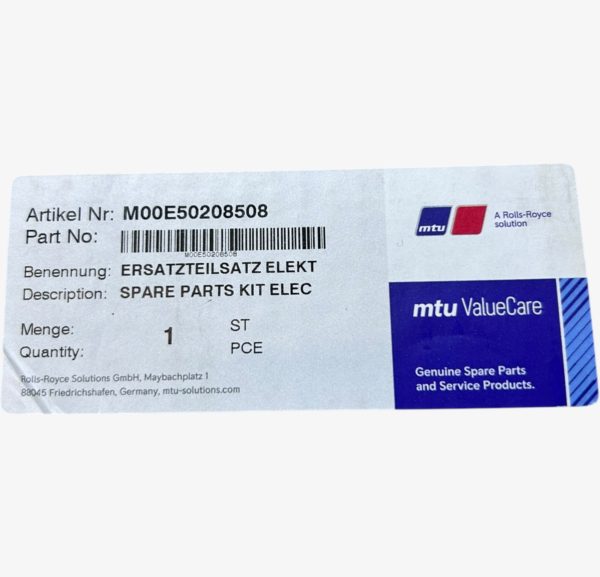 Artikel Nr: M00E50208508
Part No:
M00E50208508
Benennung: ERSATZTEILSATZ ELEKT
Description: SPARE PARTS KIT ELEC
Menge: 1 ST
Quantity: PCE
Rolls-Royce Solutions GmbH, Maybachplatz 1
88045 Friedrichshafen, Germany, mtu-solutions.com
mtu
A Rolls-Royce
solution
mtu ValueCare
Genuine Spare Parts
and Service Products.